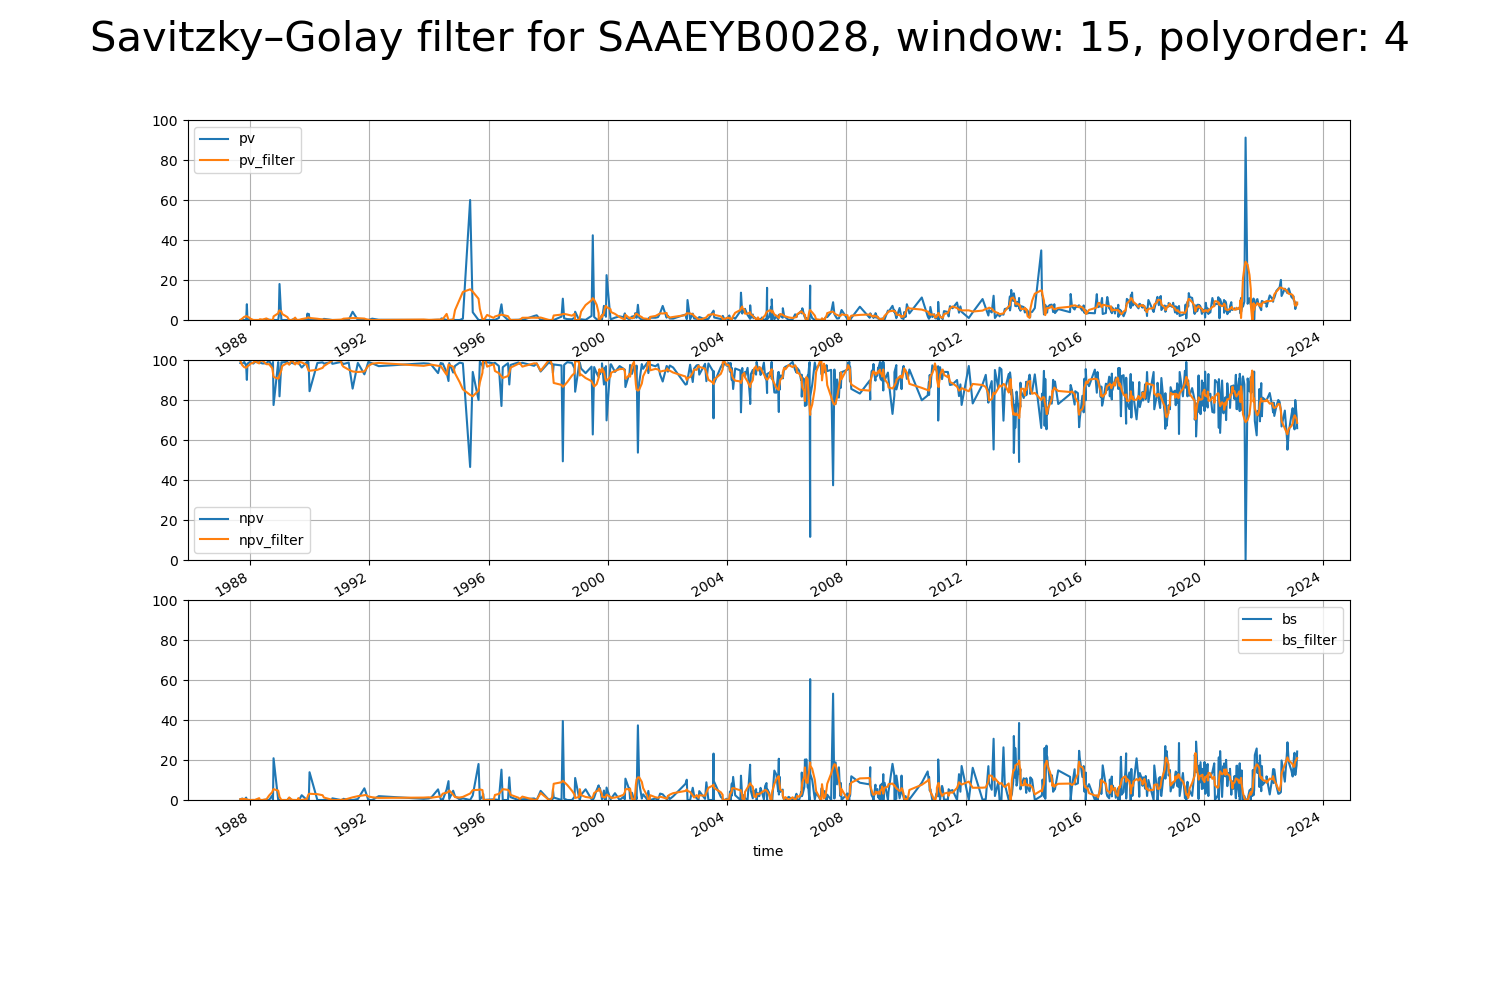 Savitzky–Golay filter for SAAEYB0028, window: 15, polyorder: 4
100
80
60
40
20
0
pv
pv_filter
1988 1992 1996 2000 2004 2008 2012 2016 2020 2024
100
80
60
40
20
0
npv
npv_filter
1988 1992 1996 2000 2004 2008 2012 2016 2020 2024
100
80
60
40
20
0
bs
bs_filter
1988 1992 1996 2000 2004 2008 2012 2016 2020 2024
time